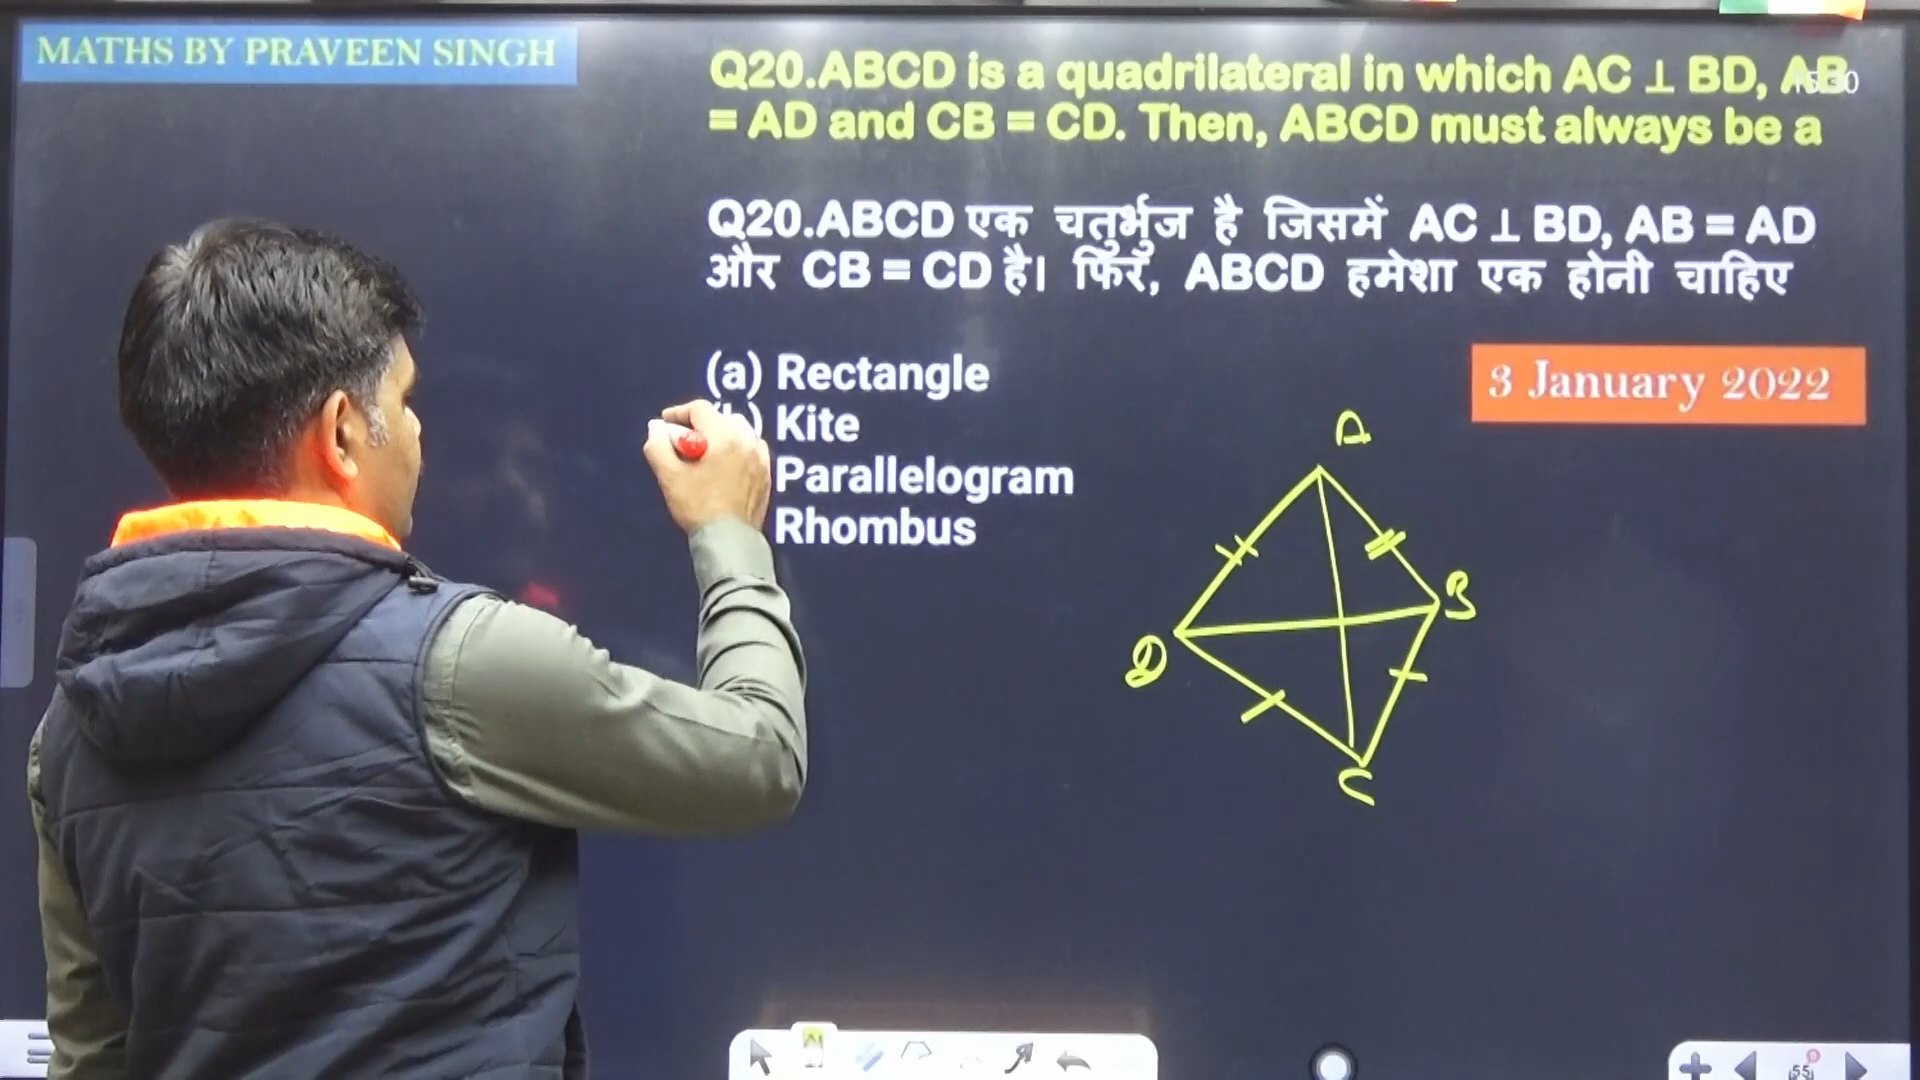 MATHS BY PRAVEEN SINGH
Q20.ABCD is a quadrilateral in which AC ⊥ BD, AB
= AD and CB = CD. Then, ABCD must always be a
Q20.ABCD एक चतुर्भुज है जिसमें AC ⊥ BD, AB = AD
और CB = CD है। फिर, ABCD हमेशा एक होनी चाहिए
(a) Rectangle
Kite
Parallelogram
Rhombus
3 January 2022
A
B
D
C
55